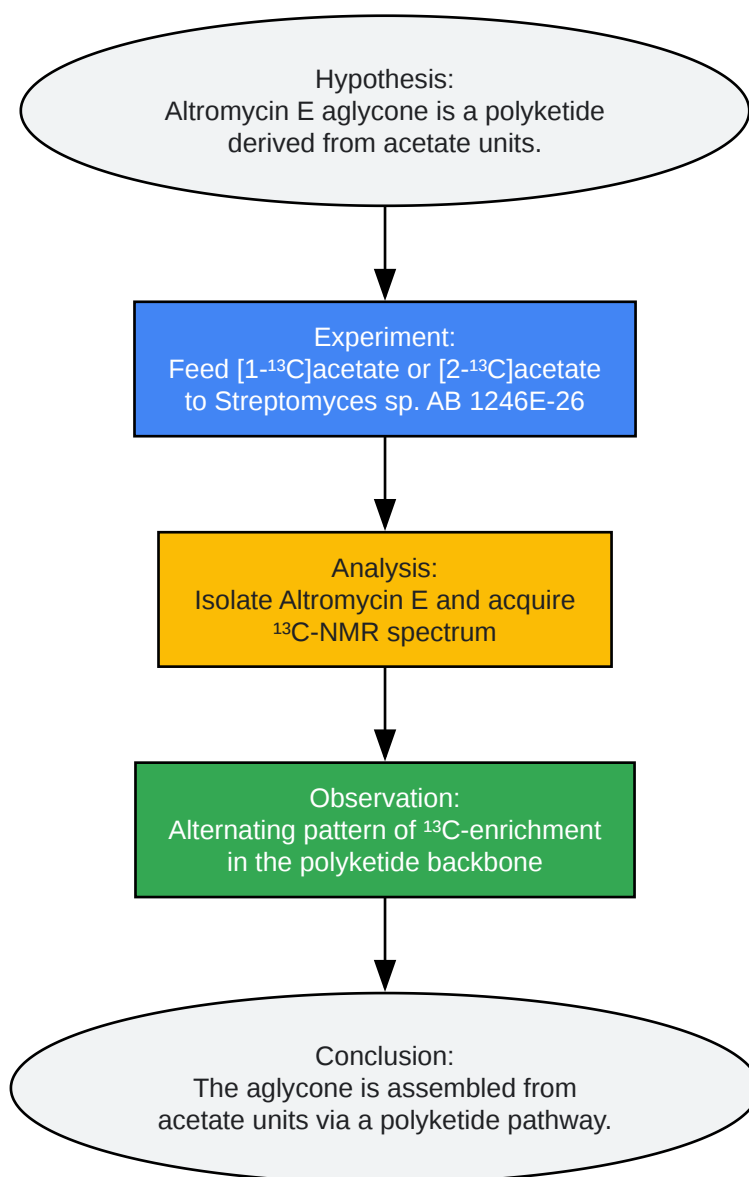 Hypothesis:
Altromycin E aglycone is a polyketide
derived from acetate units.
Experiment:
Feed [1-¹³C]acetate or [2-¹³C]acetate
to Streptomyces sp. AB 1246E-26
Analysis:
Isolate Altromycin E and acquire
¹³C-NMR spectrum
Observation:
Alternating pattern of ¹³C-enrichment
in the polyketide backbone
Conclusion:
The aglycone is assembled from
acetate units via a polyketide pathway.